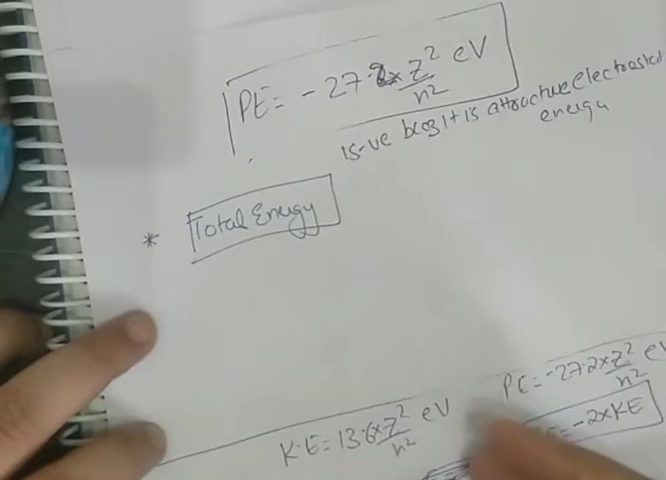 PE = - 27.2 x Z²/n² eV
is -ve bcoz it is attractive electrostatic
energy
* Total Energy
K.E = 13.6 x Z²/n² eV PE = -27.2 x Z²/n² eV
= -2 x KE